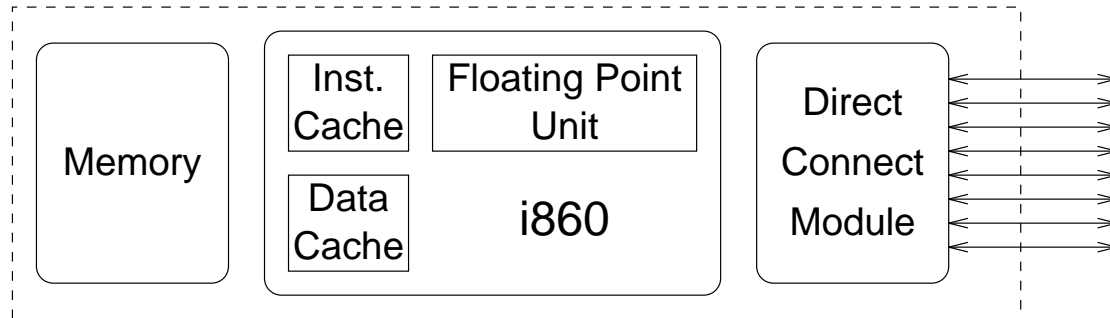 Memory
Inst.
Cache
Floating Point
Unit
Data
Cache
i860
Direct
Connect
Module